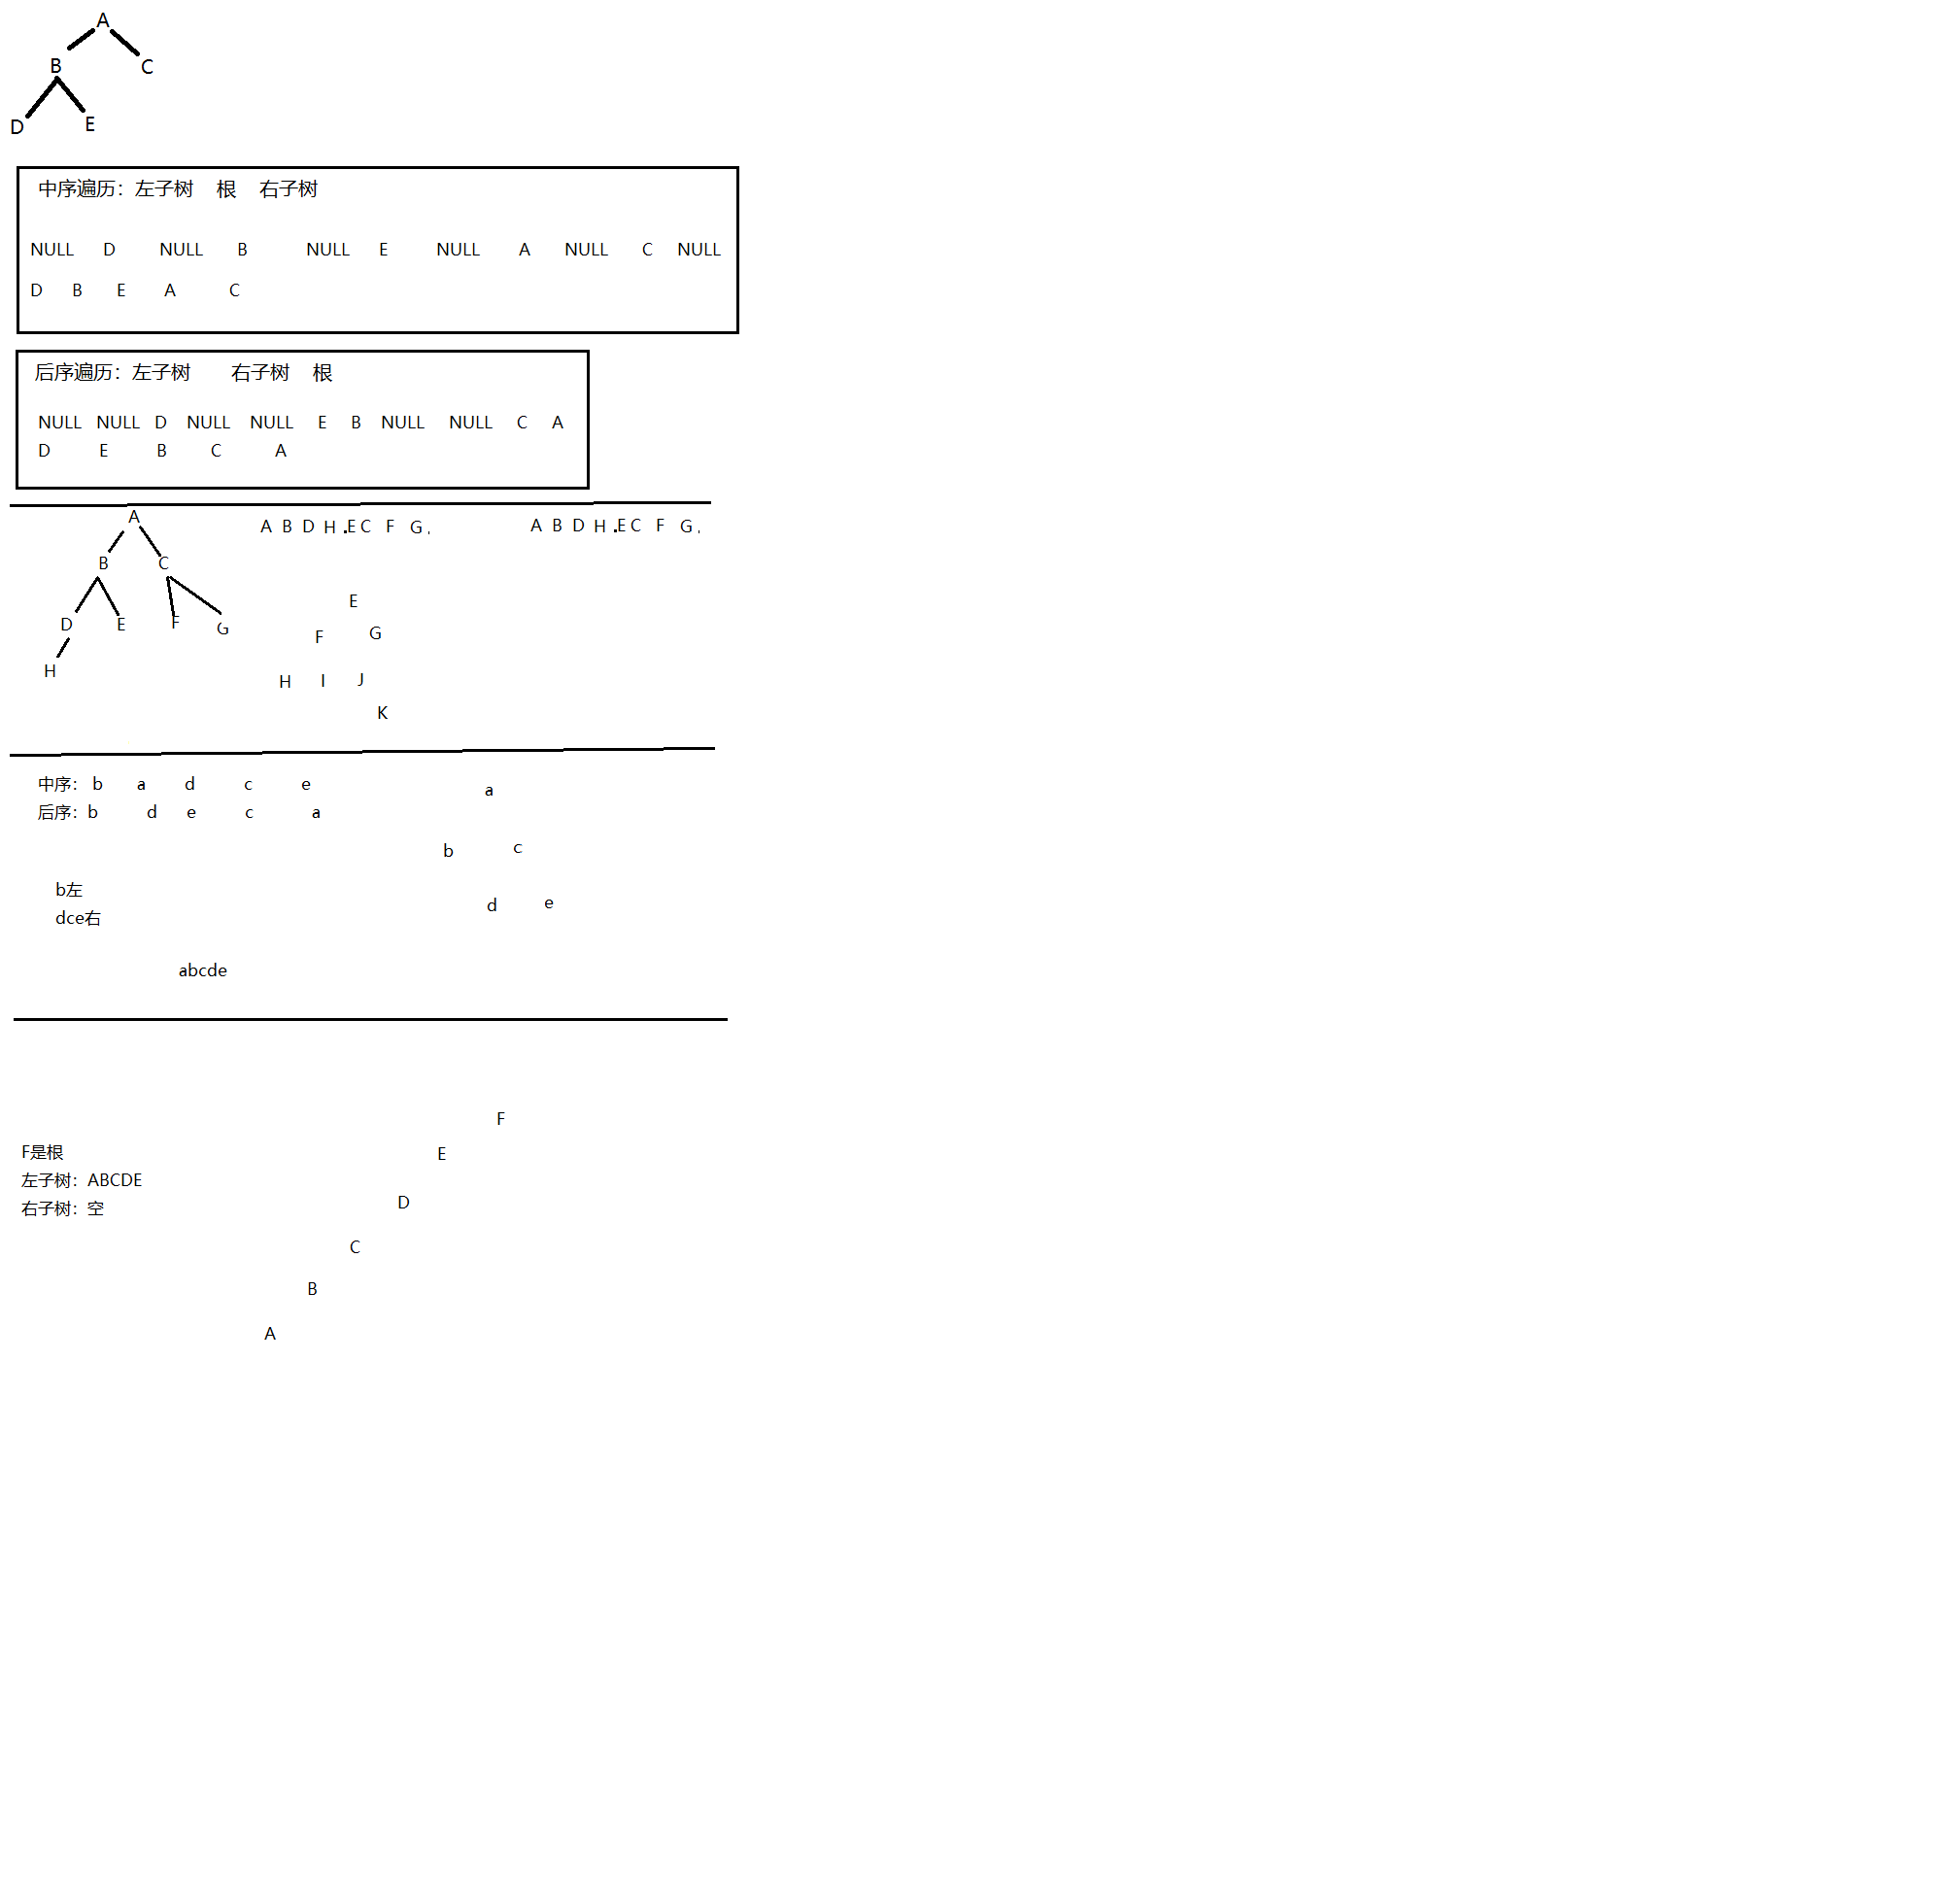 A
B C
D E
中序遍历：左子树 根 右子树
NULL D NULL B NULL E NULL A NULL C NULL
D B E A C
后序遍历：左子树 右子树 根
NULL NULL D NULL NULL E B NULL NULL C A
D E B C A
A
B C
D E F G
H
A B D H .E C F G ,
A B D H .E C F G ,
E
F G
H I J
K
中序： b a d c e
后序：b d e c a
b左
dce右
abcde
a
b c
d e
F是根
左子树：ABCDE
右子树：空
F
E
D
C
B
A